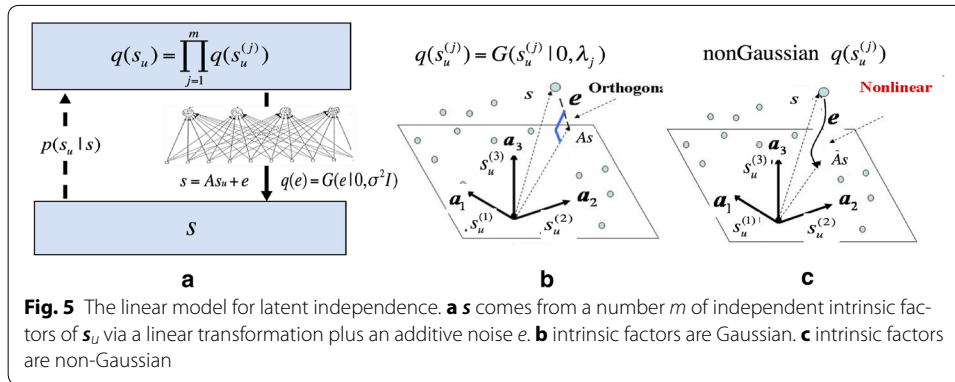 q(s_u) = ∏_{j=1}^{m} q(s_u^{(j)})
p(s_u | s)
s = As_u + e
q(e) = G(e | 0, σ²I)
s
a
q(s_u^{(j)}) = G(s_u^{(j)} | 0, λ_j)
s
e
Orthogona
As
a_3
s_u^{(3)}
a_1
a_2
s_u^{(1)}
s_u^{(2)}
b
nonGaussian q(s_u^{(j)})
Nonlinear
s
e
As
a_3
s_u^{(3)}
a_1
a_2
s_u^{(1)}
s_u^{(2)}
c
Fig. 5 The linear model for latent independence. a s comes from a number m of independent intrinsic fac-
tors of s_u via a linear transformation plus an additive noise e. b intrinsic factors are Gaussian. c intrinsic factors
are non-Gaussian